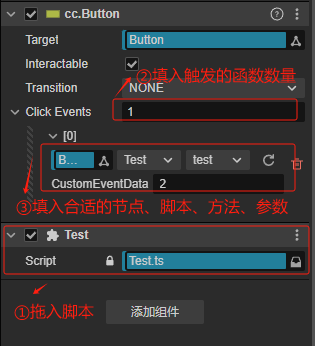 cc.Button
Target Button
Interactable
Transition NONE
②填入触发的函数数量
Click Events 1
[0]
B... Test test
CustomEventData 2
③填入合适的节点、脚本、方法、参数
Test
Script Test.ts
①拖入脚本
添加组件